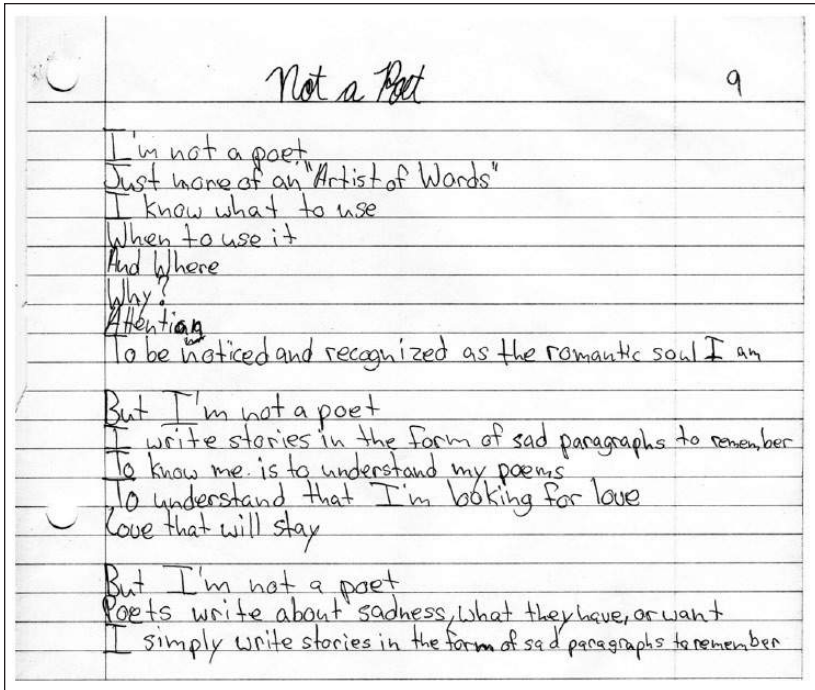 Not a Poet 9
I'm not a poet
Just more of an "Artist of Words"
I know what to use
When to use it
And Where
Why?
Attention
To be noticed and recognized as the romantic soul I am
But I'm not a poet
I write stories in the form of sad paragraphs to remember
To know me is to understand my poems
To understand that I'm looking for love
Love that will stay
But I'm not a poet
Poets write about sadness, what they have, or want
I simply write stories in the form of sad paragraphs to remember